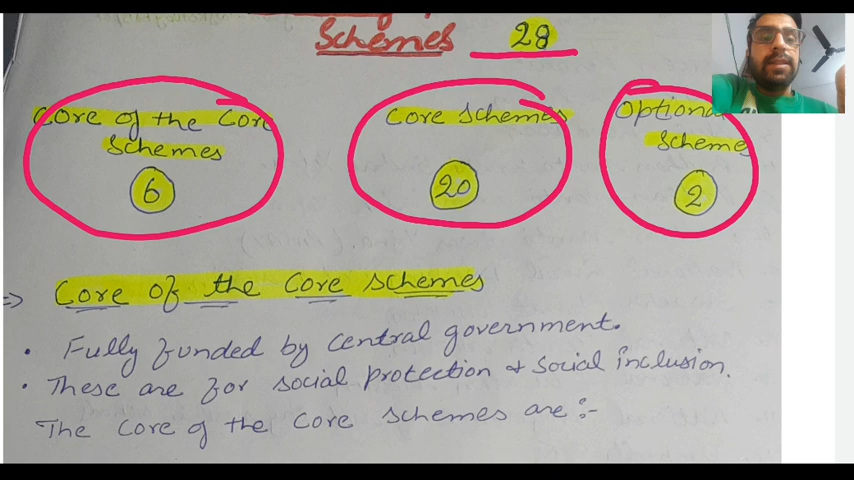 Schemes 28
Core of the Core
Schemes
6
Core Schemes
20
Optional
Schemes
2
=> Core of the Core Schemes
• Fully funded by central government.
• These are for social protection & social inclusion.
The Core of the Core Schemes are :-